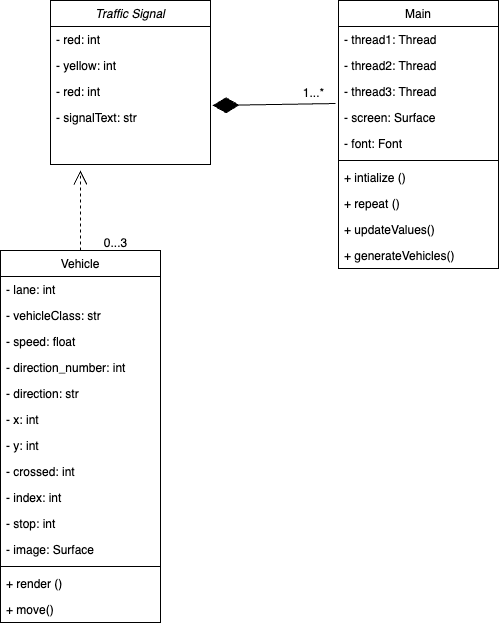 Traffic Signal
- red: int
- yellow: int
- red: int
- signalText: str
Main
- thread1: Thread
- thread2: Thread
- thread3: Thread
- screen: Surface
- font: Font
+ intialize ()
+ repeat ()
+ updateValues()
+ generateVehicles()
1...*
0...3
Vehicle
- lane: int
- vehicleClass: str
- speed: float
- direction_number: int
- direction: str
- x: int
- y: int
- crossed: int
- index: int
- stop: int
- image: Surface
+ render ()
+ move()